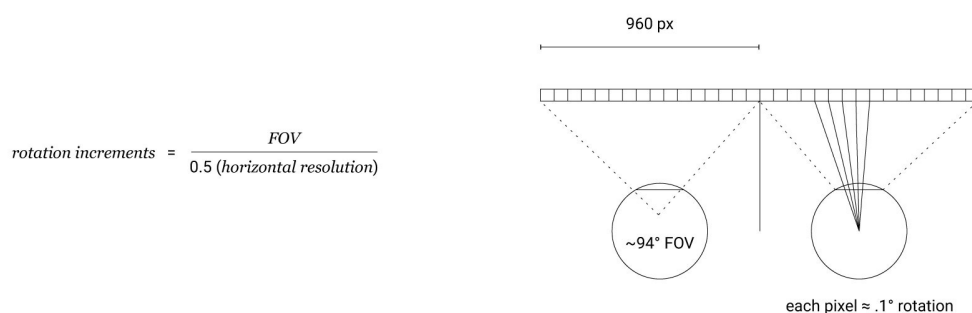 960 px
rotation increments = FOV / 0.5 (horizontal resolution)
~94° FOV
each pixel ≈ .1° rotation